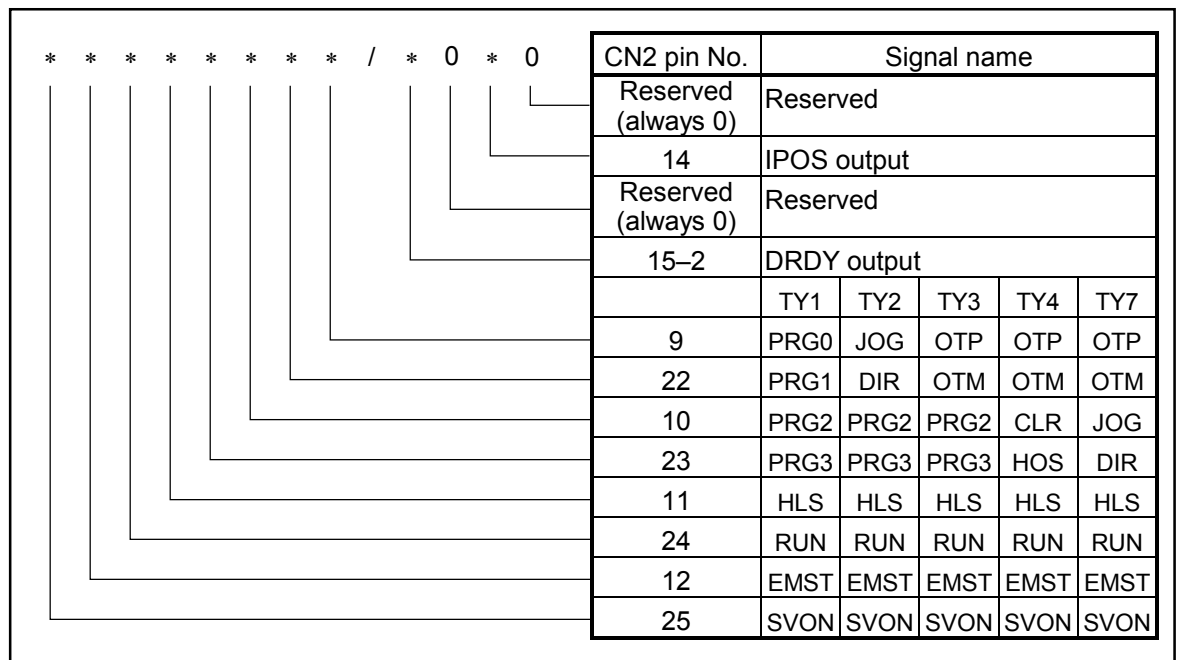 * * * * * * * * / * 0 * 0
CN2 pin No. Signal name
Reserved (always 0) Reserved
14 IPOS output
Reserved (always 0) Reserved
15–2 DRDY output
TY1 TY2 TY3 TY4 TY7
9 PRG0 JOG OTP OTP OTP
22 PRG1 DIR OTM OTM OTM
10 PRG2 PRG2 PRG2 CLR JOG
23 PRG3 PRG3 PRG3 HOS DIR
11 HLS HLS HLS HLS HLS
24 RUN RUN RUN RUN RUN
12 EMST EMST EMST EMST EMST
25 SVON SVON SVON SVON SVON